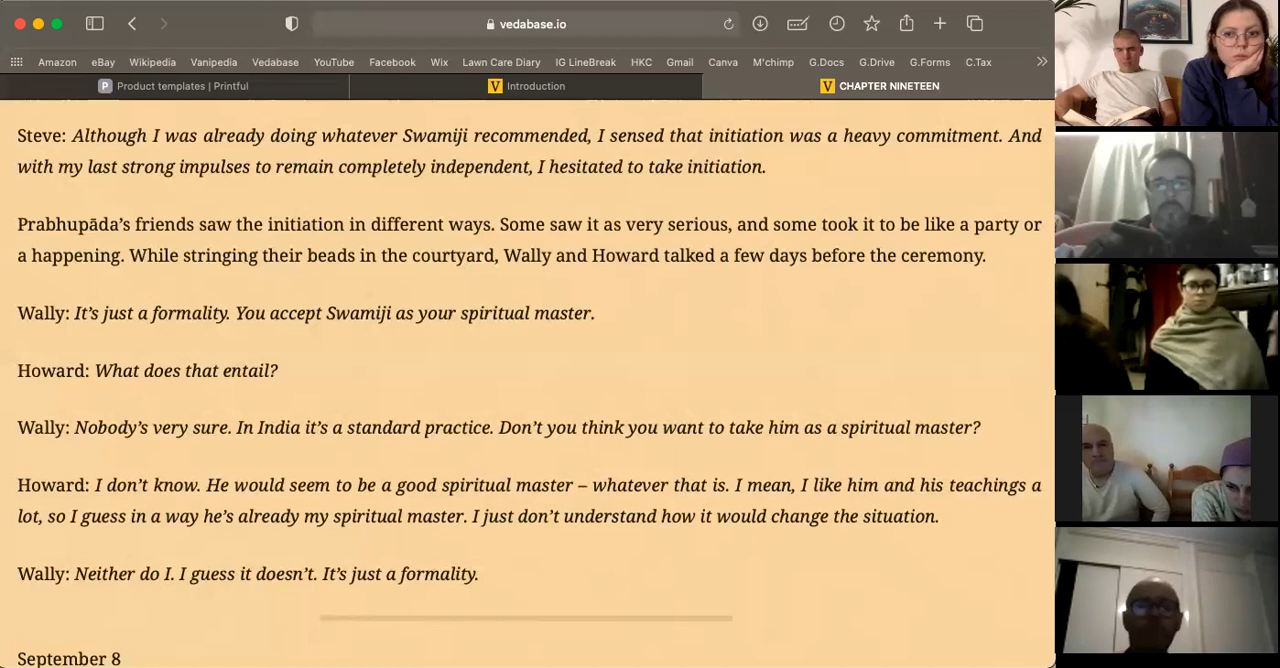 vedabase.io
Amazon eBay Wikipedia Vanipedia Vedabase YouTube Facebook Wix Lawn Care Diary IG LineBreak HKC Gmail Canva M'chimp G.Docs G.Drive G.Forms C.Tax
P Product templates | Printful V Introduction V CHAPTER NINETEEN
Steve: Although I was already doing whatever Swamiji recommended, I sensed that initiation was a heavy commitment. And
with my last strong impulses to remain completely independent, I hesitated to take initiation.
Prabhupāda’s friends saw the initiation in different ways. Some saw it as very serious, and some took it to be like a party or
a happening. While stringing their beads in the courtyard, Wally and Howard talked a few days before the ceremony.
Wally: It’s just a formality. You accept Swamiji as your spiritual master.
Howard: What does that entail?
Wally: Nobody’s very sure. In India it’s a standard practice. Don’t you think you want to take him as a spiritual master?
Howard: I don’t know. He would seem to be a good spiritual master – whatever that is. I mean, I like him and his teachings a
lot, so I guess in a way he’s already my spiritual master. I just don’t understand how it would change the situation.
Wally: Neither do I. I guess it doesn’t. It’s just a formality.
September 8